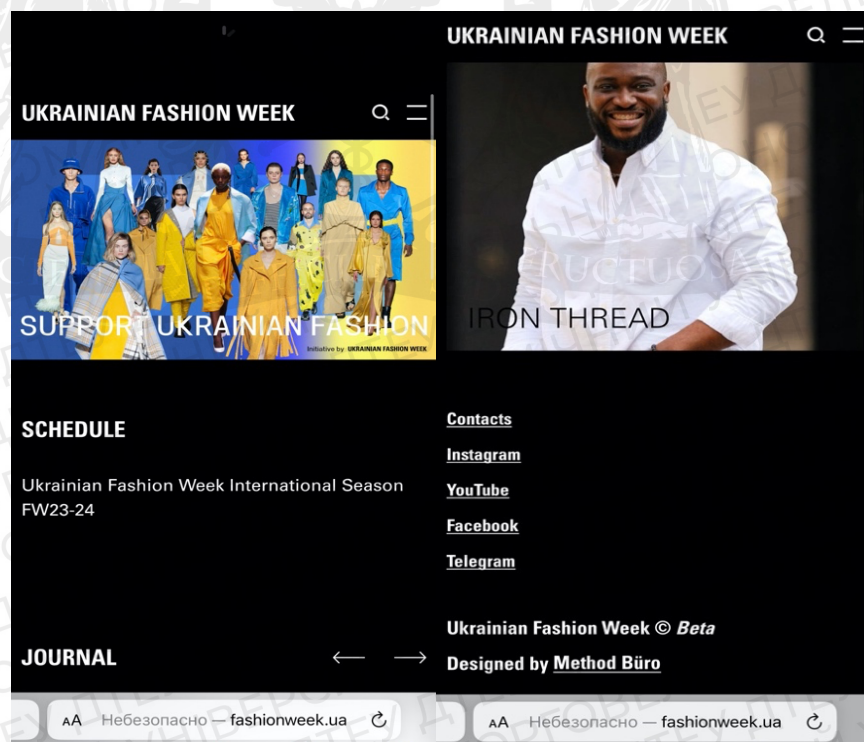 UKRAINIAN FASHION WEEK
SUPPORT UKRAINIAN FASHION
Initiative by UKRAINIAN FASHION WEEK
SCHEDULE
Ukrainian Fashion Week International Season
FW23-24
JOURNAL
AA Небезопасно — fashionweek.ua
UKRAINIAN FASHION WEEK
IRON THREAD
Contacts
Instagram
YouTube
Facebook
Telegram
Ukrainian Fashion Week © Beta
Designed by Method Büro
AA Небезопасно — fashionweek.ua